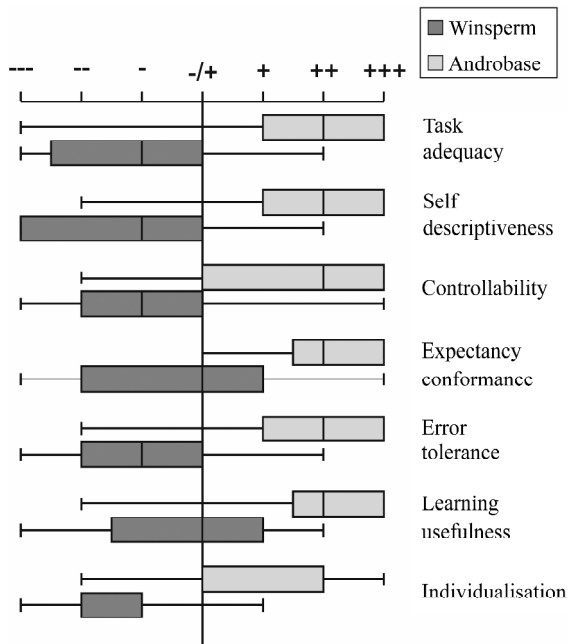 Winsperm
Androbase
--- -- - -/+ + ++ +++
Task
adequacy
Self
descriptiveness
Controllability
Expectancy
conformance
Error
tolerance
Learning
usefulness
Individualisation